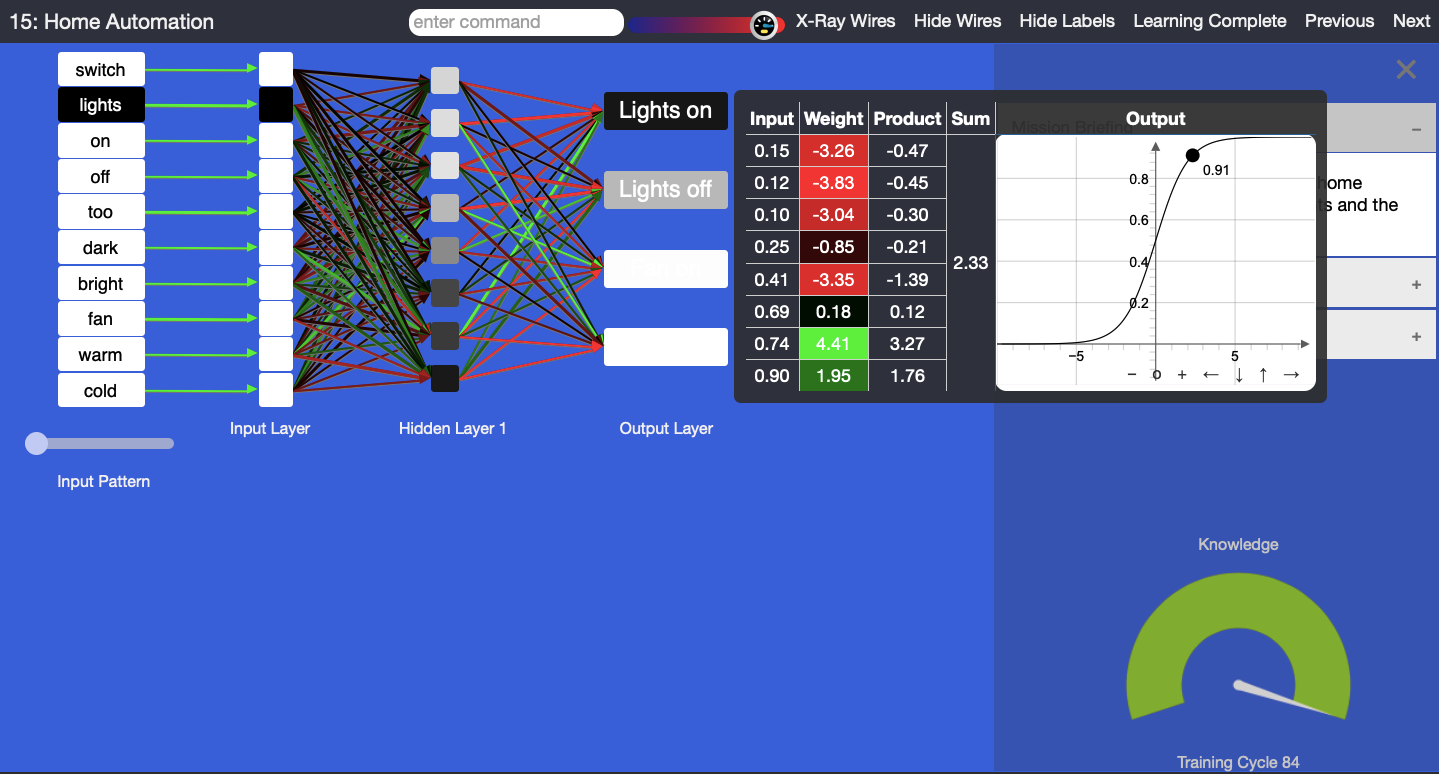 15: Home Automation
enter command
X-Ray Wires
Hide Wires
Hide Labels
Learning Complete
Previous
Next
switch
lights
on
off
too
dark
bright
fan
warm
cold
Input Pattern
Input Layer
Hidden Layer 1
Output Layer
Lights on
Lights off
Input Weight Product Sum Output
0.15 -3.26 -0.47
0.12 -3.83 -0.45
0.10 -3.04 -0.30
0.25 -0.85 -0.21
0.41 -3.35 -1.39
0.69 0.18 0.12
0.74 4.41 3.27
0.90 1.95 1.76
2.33
0.91
0.8
0.6
0.4
0.2
−5
5
− o + ← ↓ ↑ →
Mission Briefing
−
home
ts and the
+
+
Knowledge
Training Cycle 84